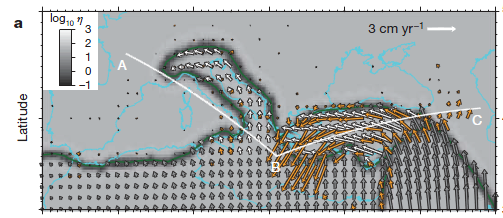 a
log₁₀ η
3
2
1
0
−1
3 cm yr⁻¹
A
B
C
Latitude